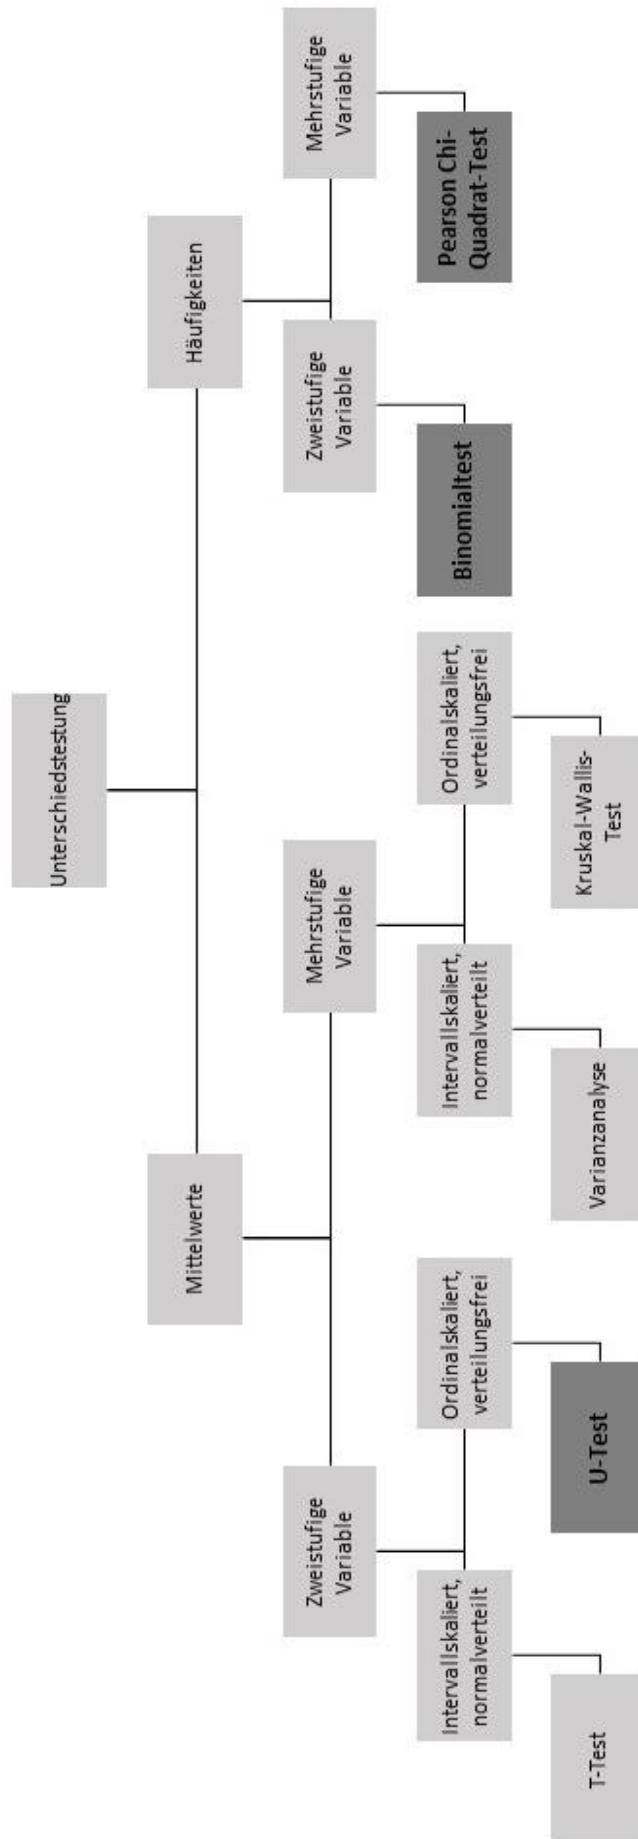 Unterschiedstestung
Mittelwerte
Häufigkeiten
Zweistufige
Variable
Mehrstufige
Variable
Zweistufige
Variable
Mehrstufige
Variable
Intervallskaliert,
normalverteilt
Ordinalskaliert,
verteilungsfrei
Intervallskaliert,
normalverteilt
Ordinalskaliert,
verteilungsfrei
Binomialtest
Pearson Chi-
Quadrat-Test
T-Test
U-Test
Varianzanalyse
Kruskal-Wallis-
Test